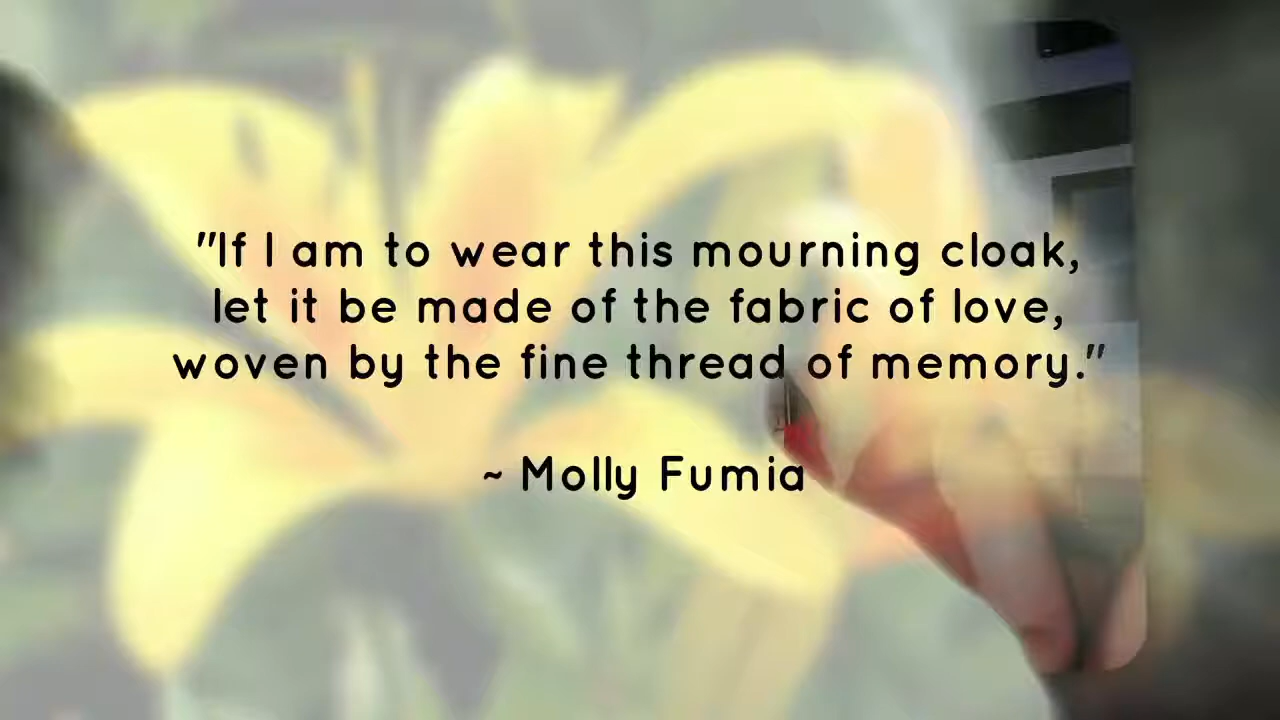 "If I am to wear this mourning cloak,
let it be made of the fabric of love,
woven by the fine thread of memory."
~ Molly Fumia